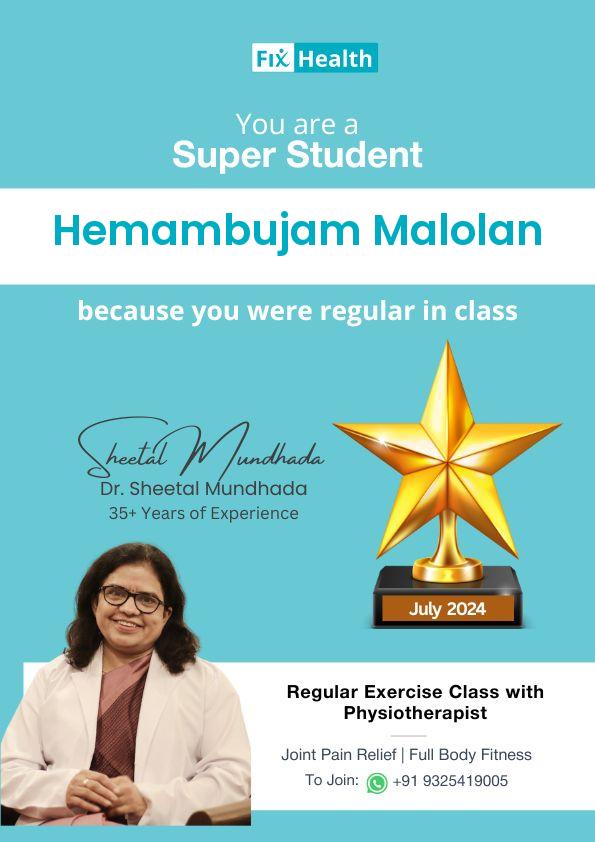 Fix Health
You are a
Super Student
Hemambujam Malolan
because you were regular in class
Sheetal Mundhada
Dr. Sheetal Mundhada
35+ Years of Experience
July 2024
Regular Exercise Class with
Physiotherapist
Joint Pain Relief | Full Body Fitness
To Join: +91 9325419005